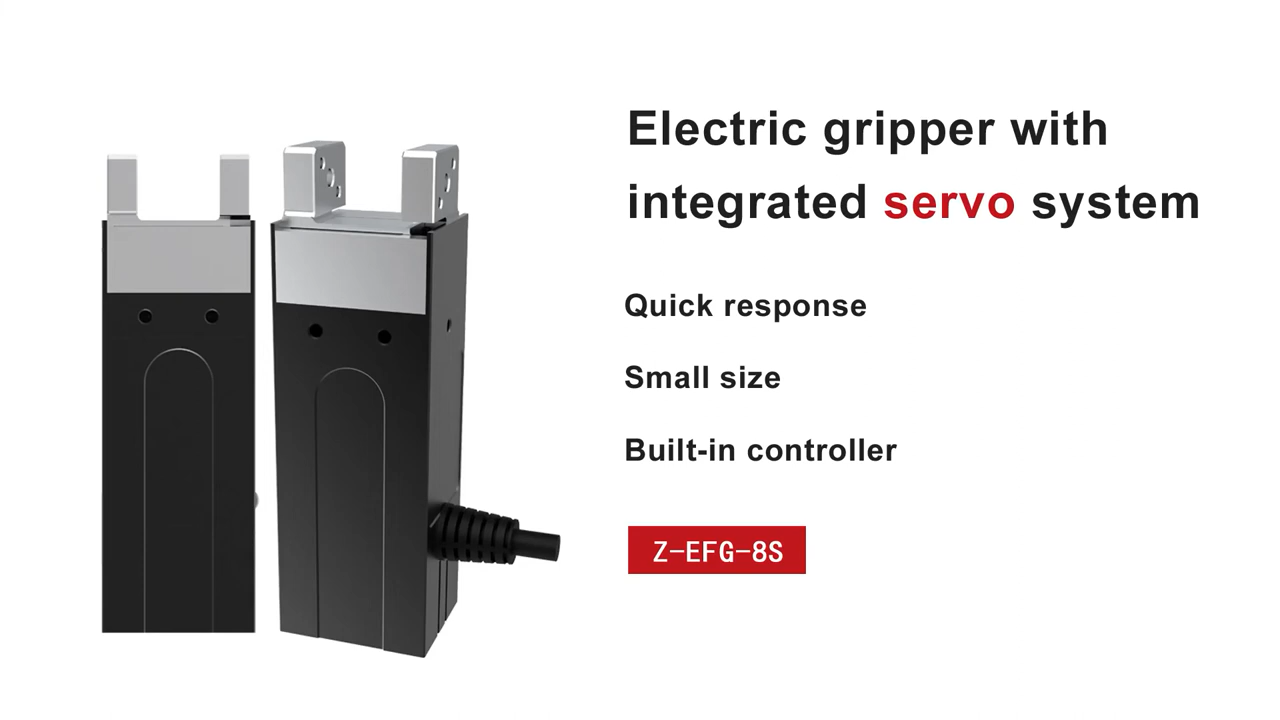 Electric gripper with
integrated servo system
Quick response
Small size
Built-in controller
Z-EFG-8S